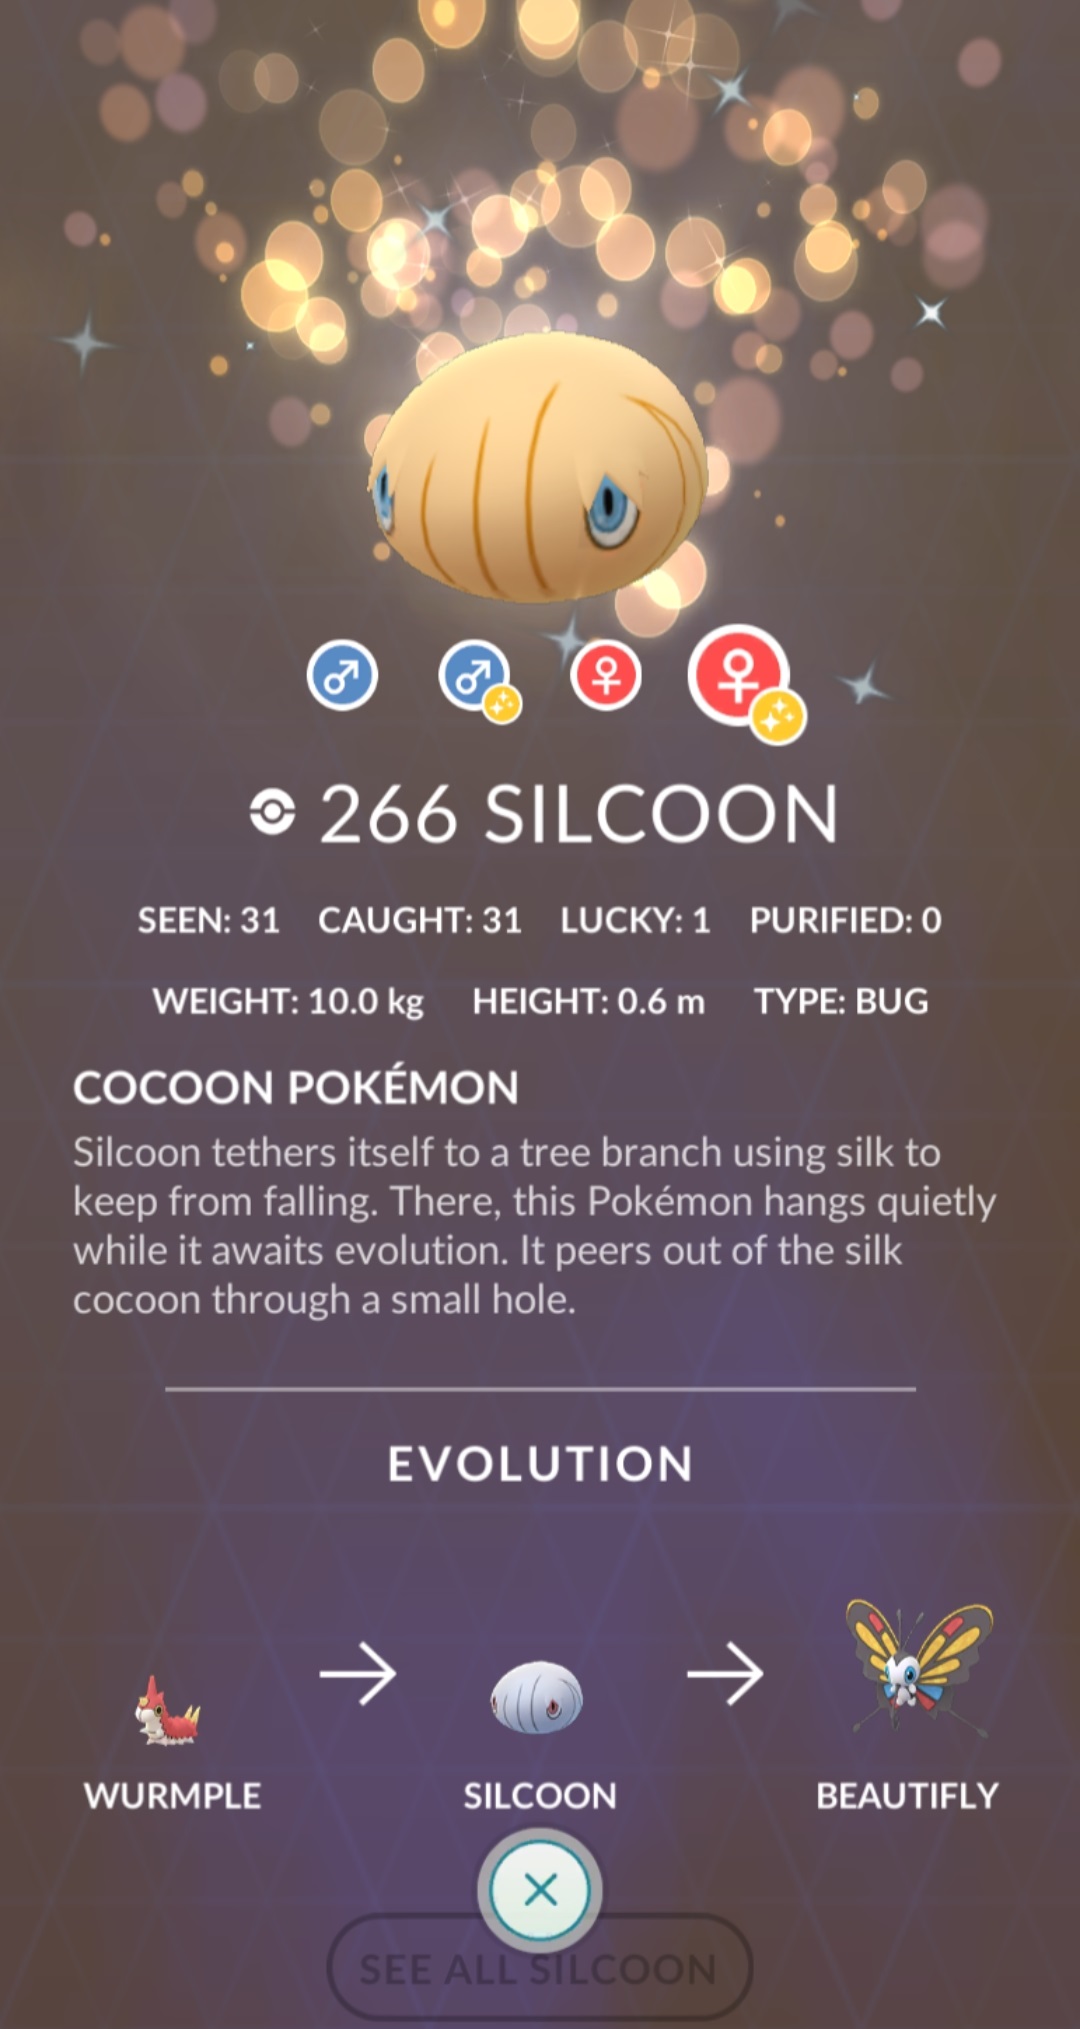 266 SILCOON
SEEN: 31 CAUGHT: 31 LUCKY: 1 PURIFIED: 0
WEIGHT: 10.0 kg HEIGHT: 0.6 m TYPE: BUG
COCOON POKÉMON
Silcoon tethers itself to a tree branch using silk to
keep from falling. There, this Pokémon hangs quietly
while it awaits evolution. It peers out of the silk
cocoon through a small hole.
EVOLUTION
WURMPLE SILCOON BEAUTIFLY
SEE ALL SILCOON